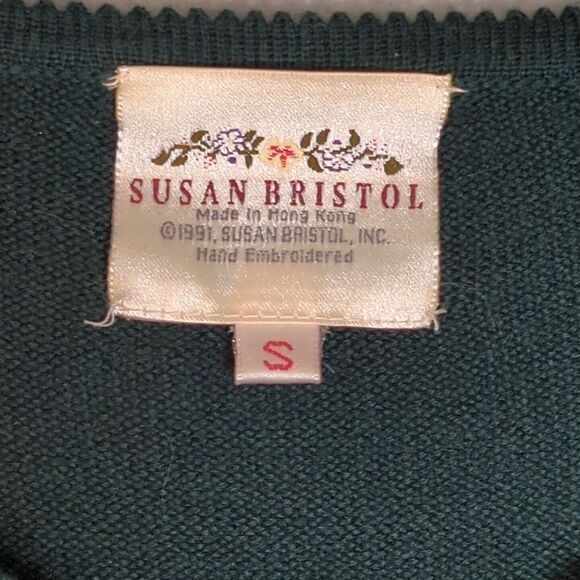 SUSAN BRISTOL
Made in Hong Kong
©1991, SUSAN BRISTOL, INC.
Hand Embroidered
S